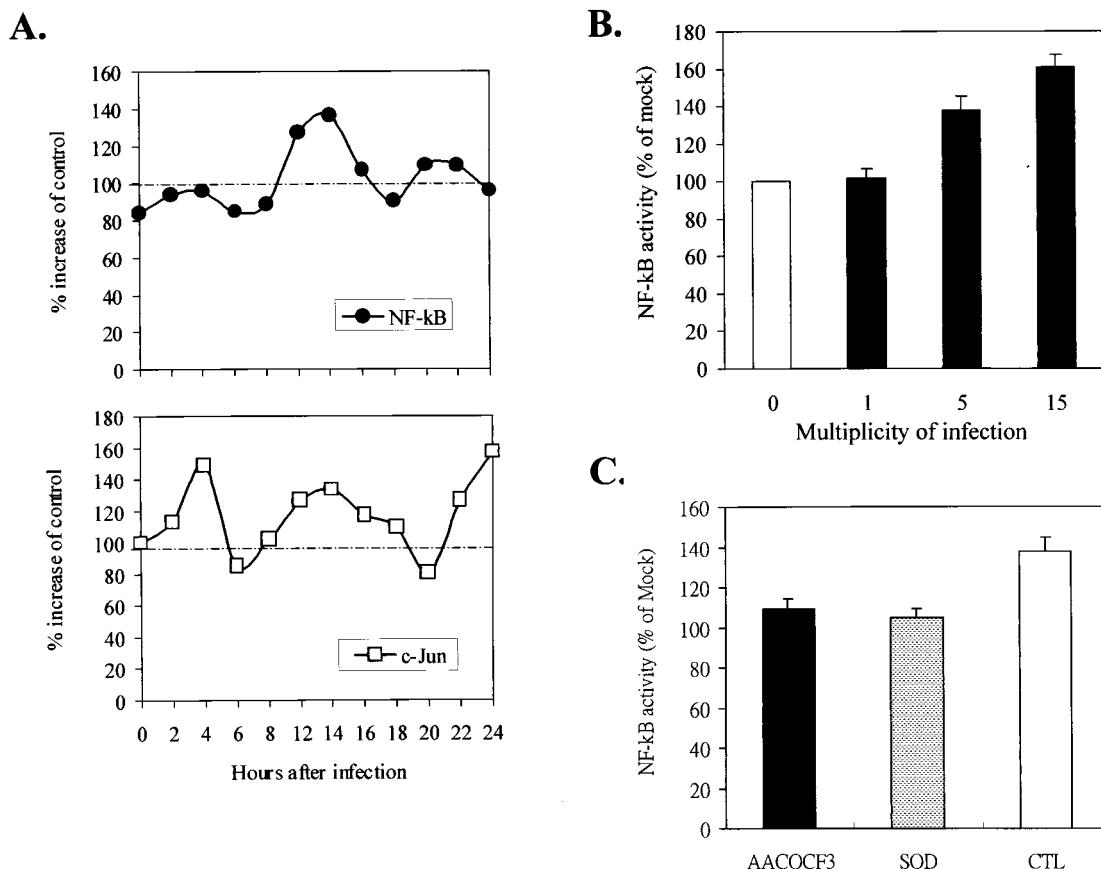 A.
160
140
120
100
80
60
40
20
0
% increase of control
NF-kB
180
160
140
120
100
80
60
40
20
0
% increase of control
c-Jun
0 2 4 6 8 10 12 14 16 18 20 22 24
Hours after infection
B.
180
160
140
120
100
80
60
40
20
0
NF-kB activity (% of mock)
0 1 5 15
Multiplicity of infection
C.
160
140
120
100
80
60
40
20
0
NF-kB activity (% of Mock)
AACOCF3 SOD CTL